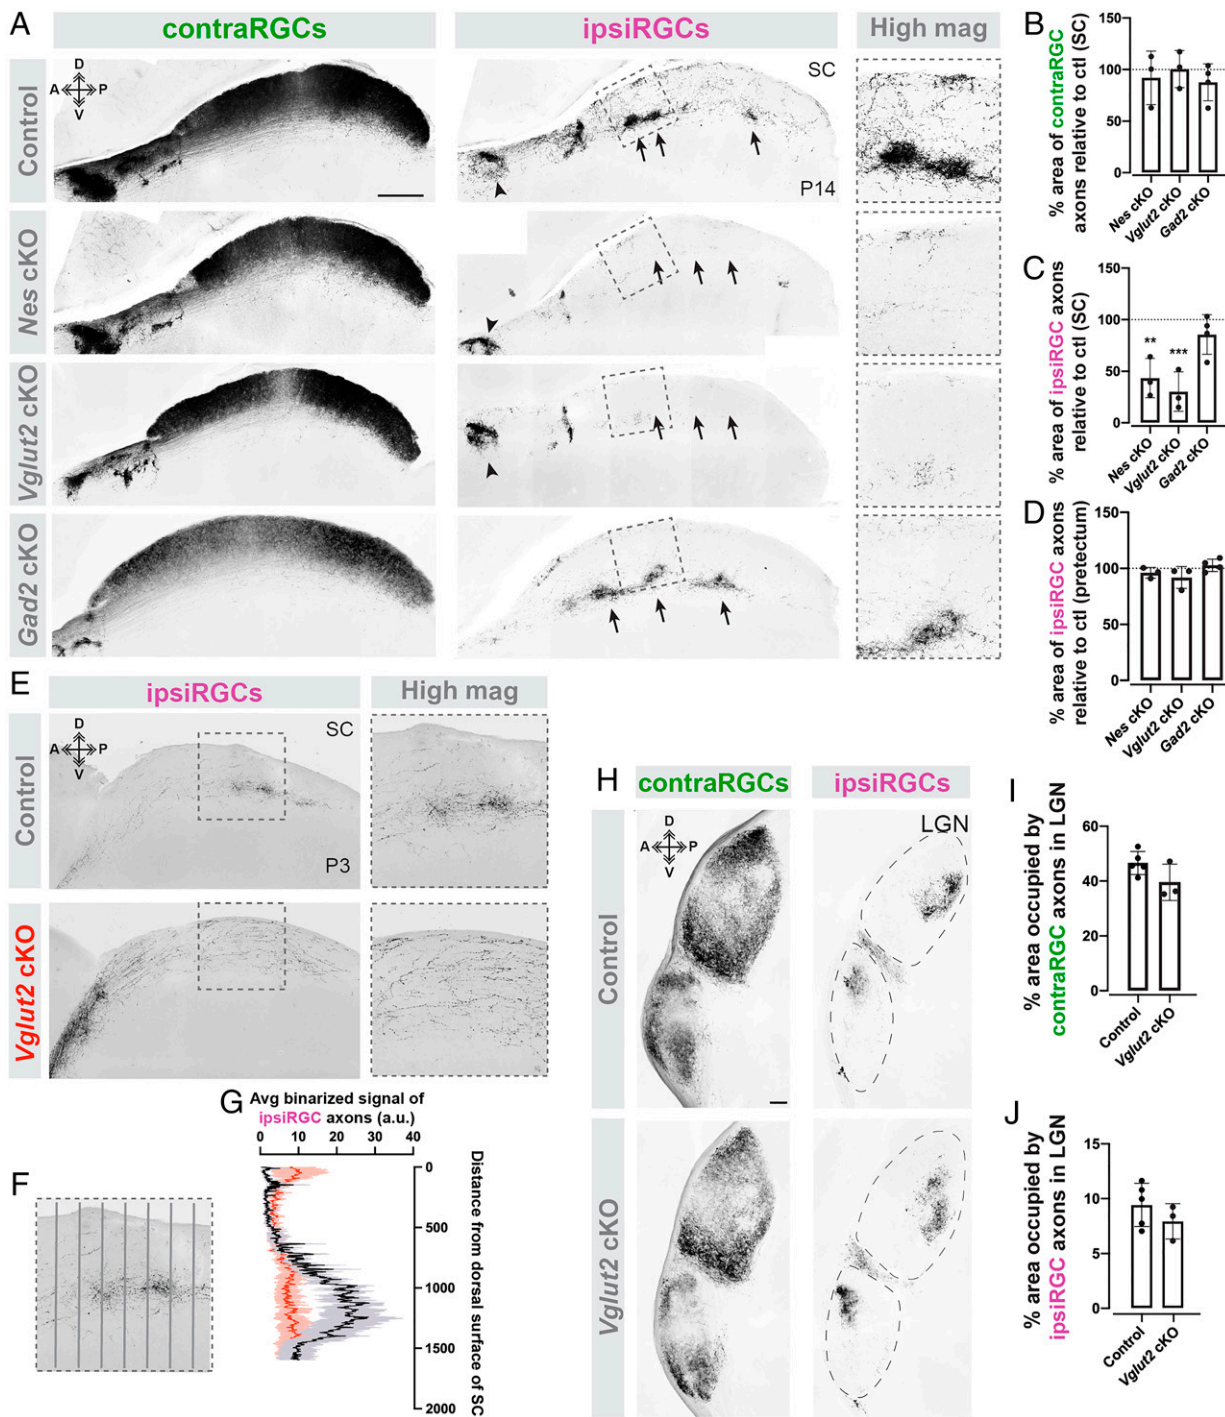 A
contraRGCs
ipsiRGCs
High mag
Control
D
A P
V
SC
P14
Nes cKO
Vglut2 cKO
Gad2 cKO
B
% area of contraRGC
axons relative to ctl (SC)
150
100
50
0
Nes cKO
Vglut2 cKO
Gad2 cKO
C
% area of ipsiRGC axons
relative to ctl (SC)
150
100
50
0
**
***
Nes cKO
Vglut2 cKO
Gad2 cKO
D
% area of ipsiRGC axons
relative to ctl (pretectum)
150
100
50
0
Nes cKO
Vglut2 cKO
Gad2 cKO
E
ipsiRGCs
High mag
Control
D
A P
V
SC
P3
Vglut2 cKO
F
G
Avg binarized signal of
ipsiRGC axons (a.u.)
0 10 20 30 40
0
500
1000
1500
2000
Distance from dorsal surface of SC
H
contraRGCs
ipsiRGCs
Control
D
A P
V
LGN
Vglut2 cKO
I
% area occupied by
contraRGC axons in LGN
60
40
20
0
Control
Vglut2 cKO
J
% area occupied by
ipsiRGC axons in LGN
15
10
5
0
Control
Vglut2 cKO